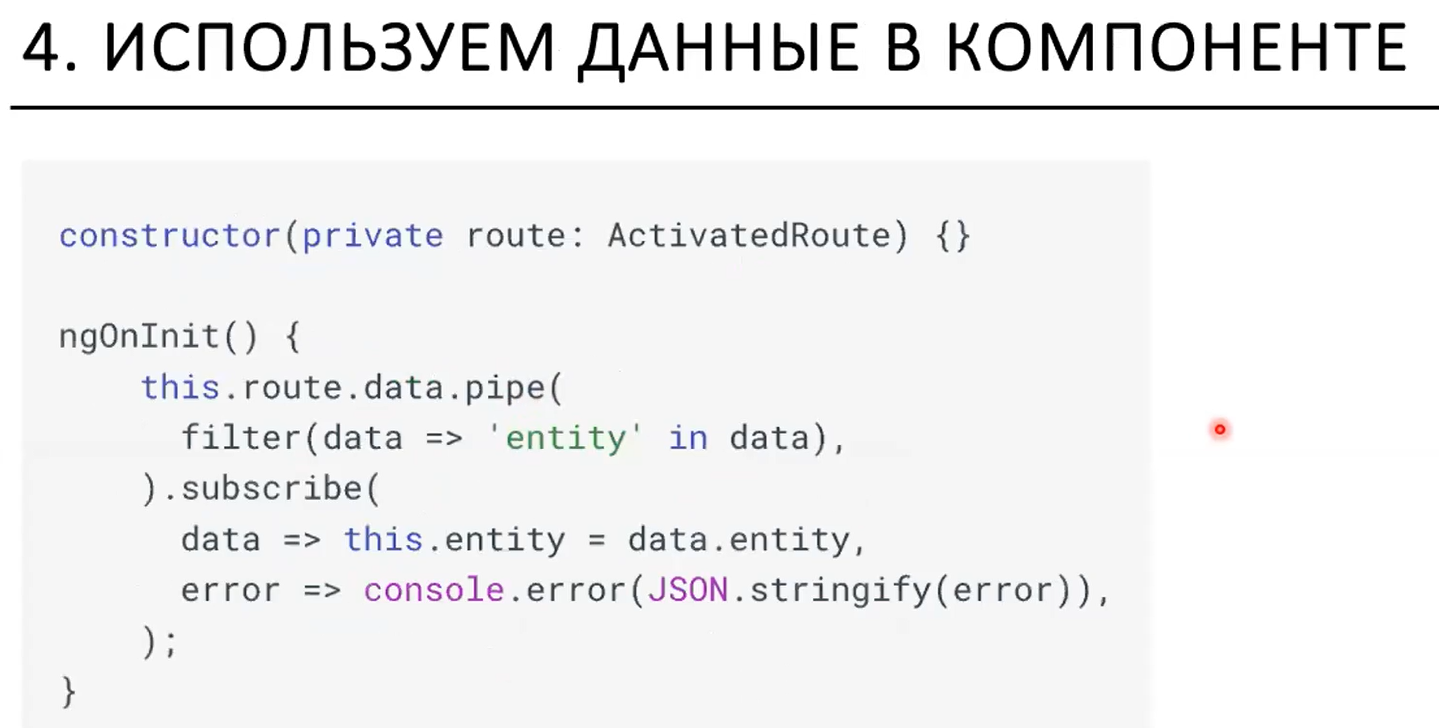 4. ИСПОЛЬЗУЕМ ДАННЫЕ В КОМПОНЕНТЕ
constructor(private route: ActivatedRoute) {}
ngOnInit() {
this.route.data.pipe(
filter(data => 'entity' in data),
).subscribe(
data => this.entity = data.entity,
error => console.error(JSON.stringify(error)),
);
}